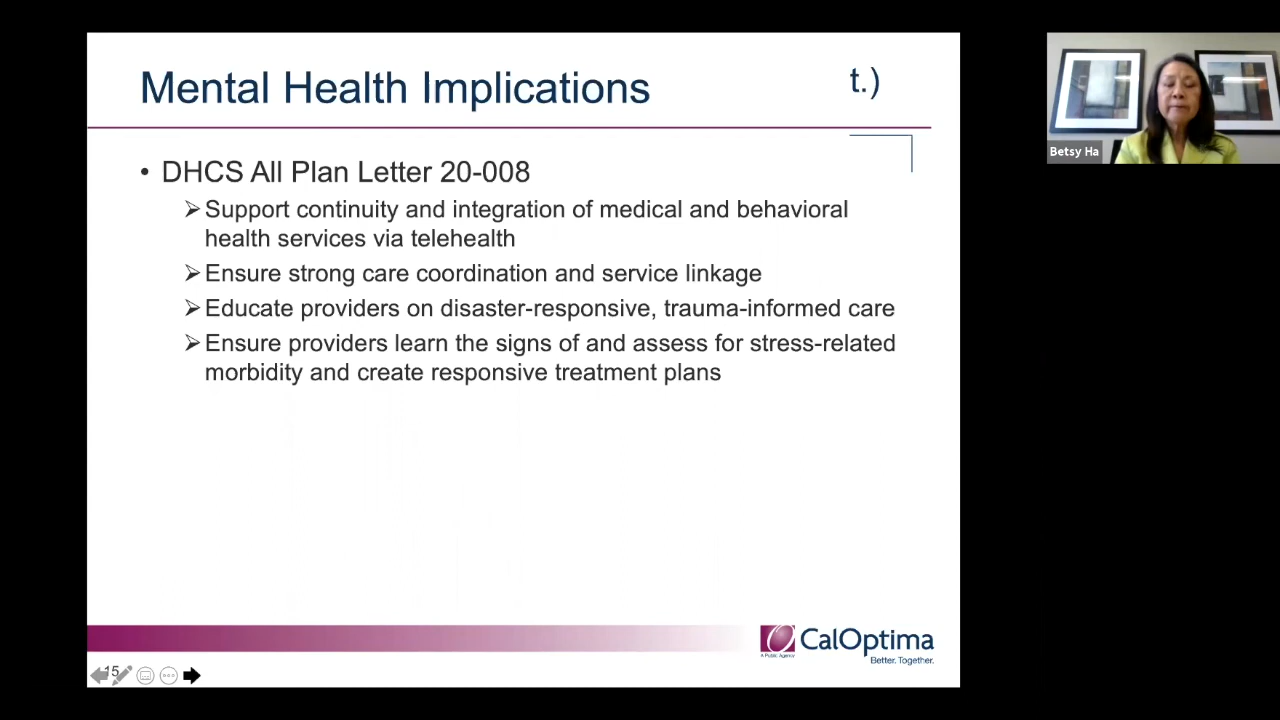 Mental Health Implications
t.)
• DHCS All Plan Letter 20-008
➢Support continuity and integration of medical and behavioral
health services via telehealth
➢Ensure strong care coordination and service linkage
➢Educate providers on disaster-responsive, trauma-informed care
➢Ensure providers learn the signs of and assess for stress-related
morbidity and create responsive treatment plans
15
CalOptima
A Public Agency
Better. Together.
Betsy Ha